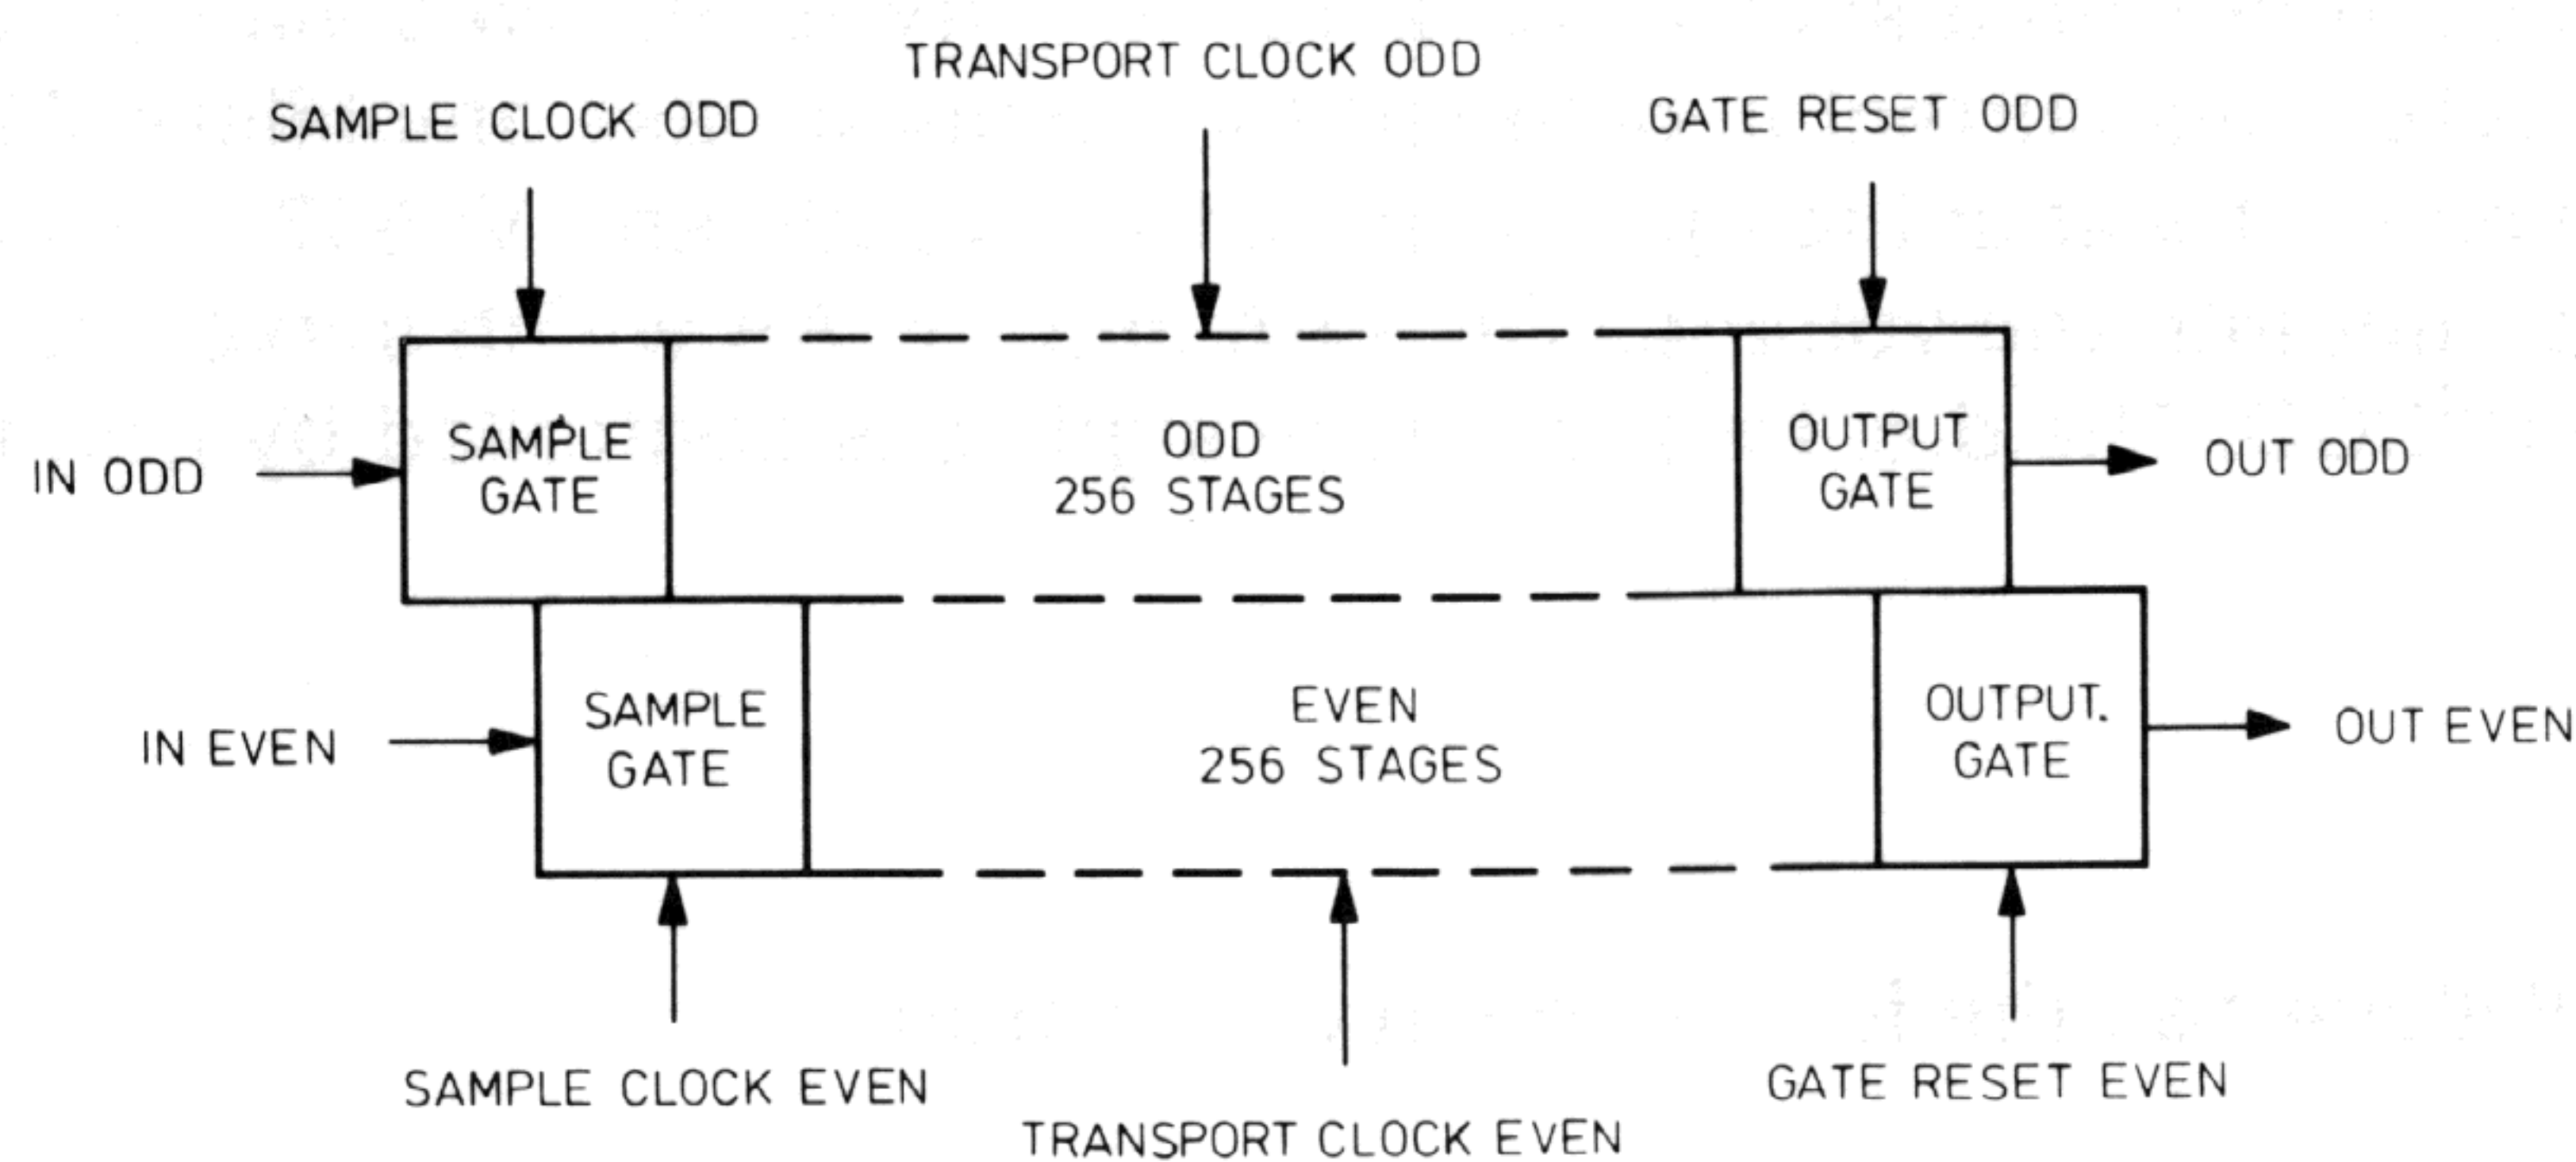 TRANSPORT CLOCK ODD
SAMPLE CLOCK ODD
GATE RESET ODD
IN ODD
SAMPLE
GATE
ODD
256 STAGES
OUTPUT
GATE
OUT ODD
IN EVEN
SAMPLE
GATE
EVEN
256 STAGES
OUTPUT.
GATE
OUT EVEN
SAMPLE CLOCK EVEN
TRANSPORT CLOCK EVEN
GATE RESET EVEN